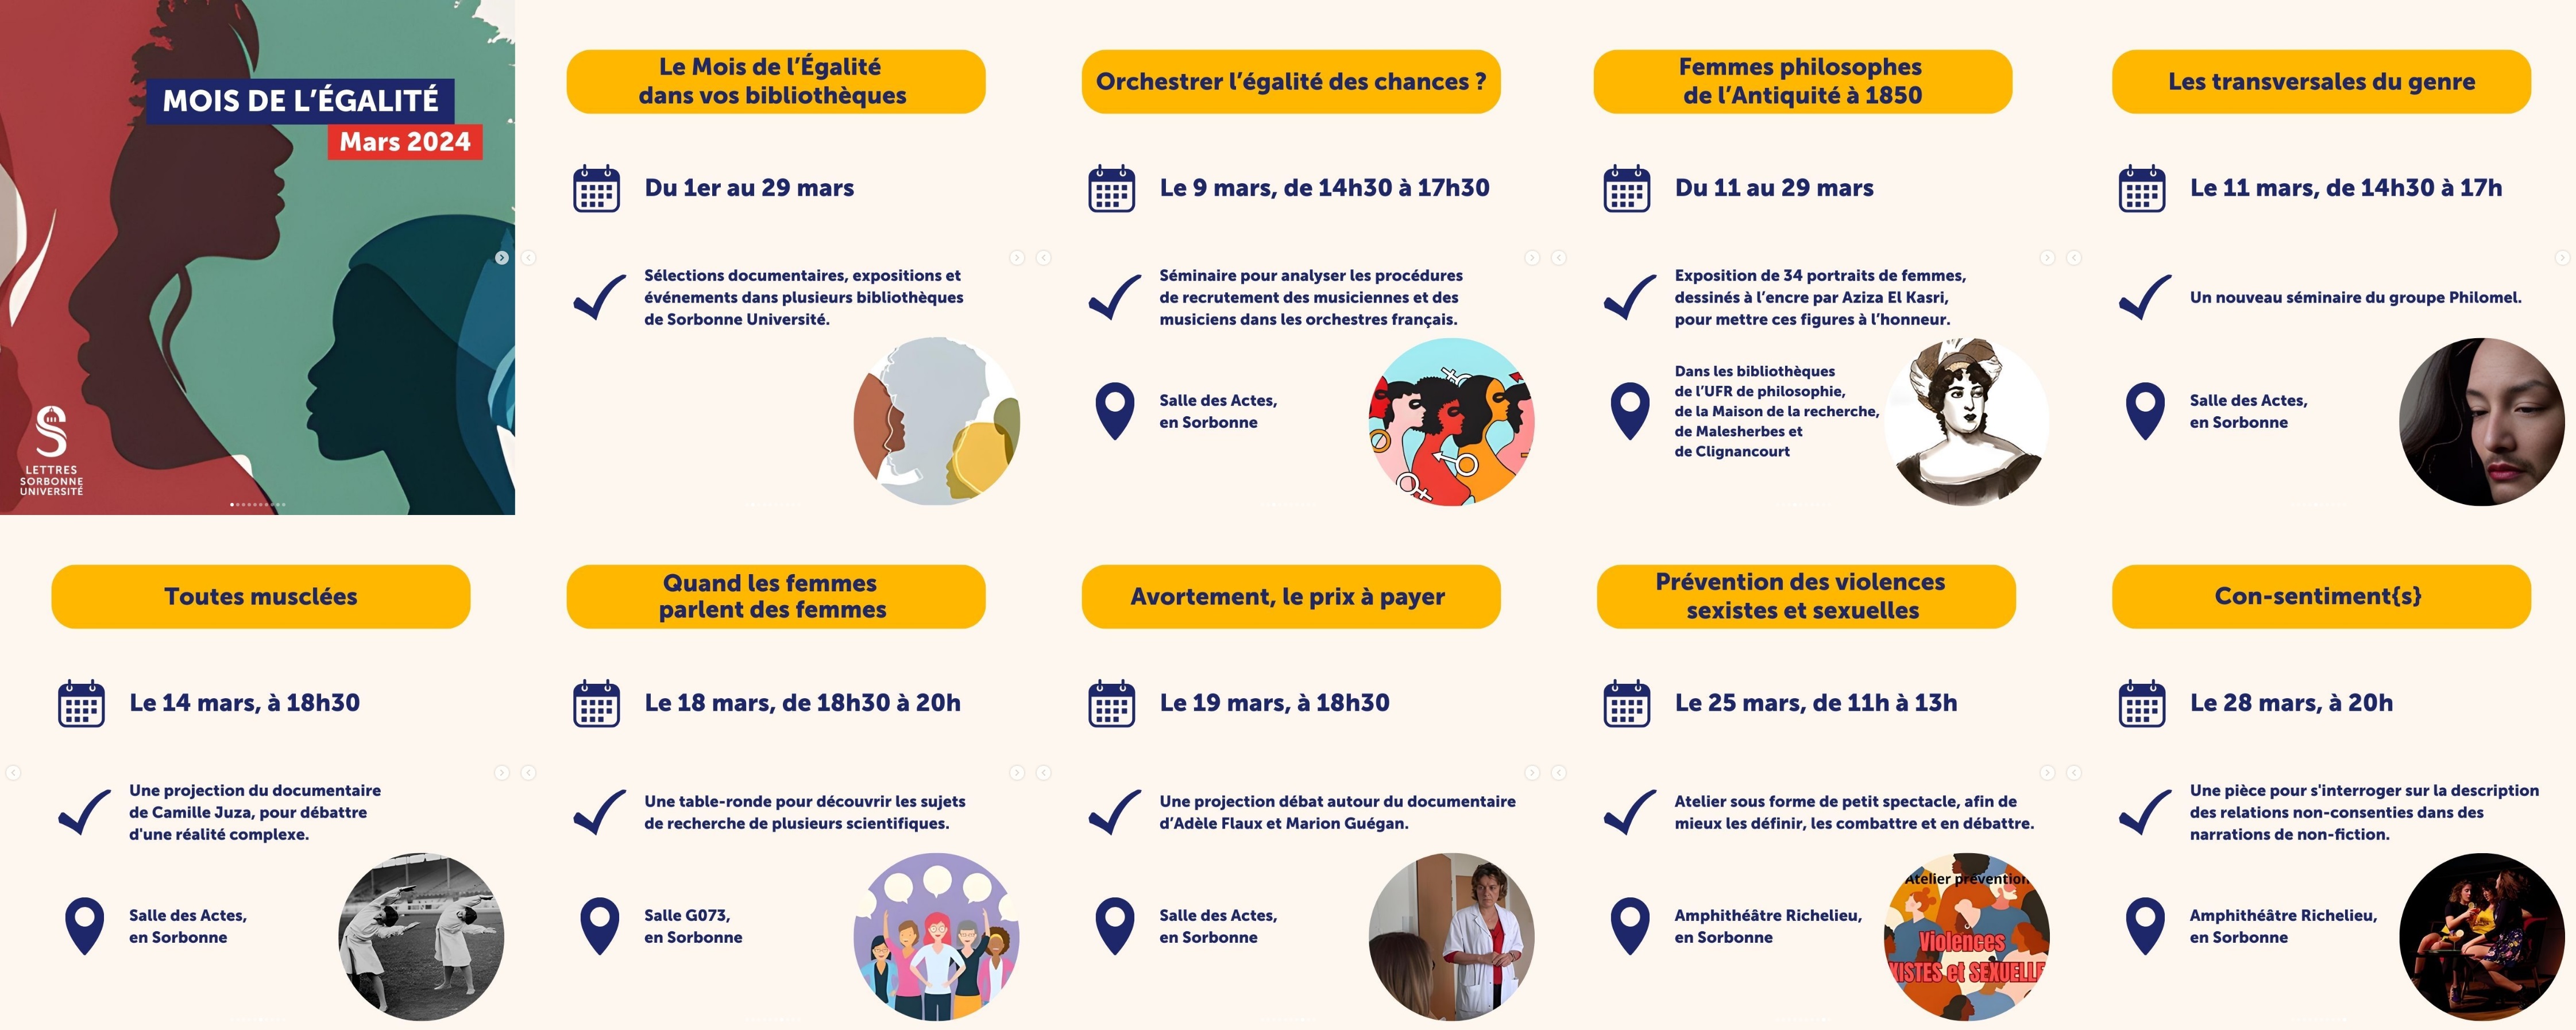 MOIS DE L'ÉGALITÉ
Mars 2024
LETTRES
SORBONNE
UNIVERSITÉ
Le Mois de l'Égalité
dans vos bibliothèques
Du 1er au 29 mars
Sélections documentaires, expositions et
événements dans plusieurs bibliothèques
de Sorbonne Université.
Orchestrer l'égalité des chances ?
Le 9 mars, de 14h30 à 17h30
Séminaire pour analyser les procédures
de recrutement des musiciennes et des
musiciens dans les orchestres français.
Salle des Actes,
en Sorbonne
Femmes philosophes
de l'Antiquité à 1850
Du 11 au 29 mars
Exposition de 34 portraits de femmes,
dessinés à l'encre par Aziza El Kasri,
pour mettre ces figures à l'honneur.
Dans les bibliothèques
de l'UFR de philosophie,
de la Maison de la recherche,
de Malesherbes et
de Clignancourt
Les transversales du genre
Le 11 mars, de 14h30 à 17h
Un nouveau séminaire du groupe Philomel.
Salle des Actes,
en Sorbonne
Toutes musclées
Le 14 mars, à 18h30
Une projection du documentaire
de Camille Juza, pour débattre
d'une réalité complexe.
Salle des Actes,
en Sorbonne
Quand les femmes
parlent des femmes
Le 18 mars, de 18h30 à 20h
Une table-ronde pour découvrir les sujets
de recherche de plusieurs scientifiques.
Salle G073,
en Sorbonne
Avortement, le prix à payer
Le 19 mars, à 18h30
Une projection débat autour du documentaire
d'Adèle Flaux et Marion Guégan.
Salle des Actes,
en Sorbonne
Prévention des violences
sexistes et sexuelles
Le 25 mars, de 11h à 13h
Atelier sous forme de petit spectacle, afin de
mieux les définir, les combattre et en débattre.
Amphithéâtre Richelieu,
en Sorbonne
Atelier prévention
Violences
XISTES et SEXUELLE
Con-sentiment{s}
Le 28 mars, à 20h
Une pièce pour s'interroger sur la description
des relations non-consenties dans des
narrations de non-fiction.
Amphithéâtre Richelieu,
en Sorbonne